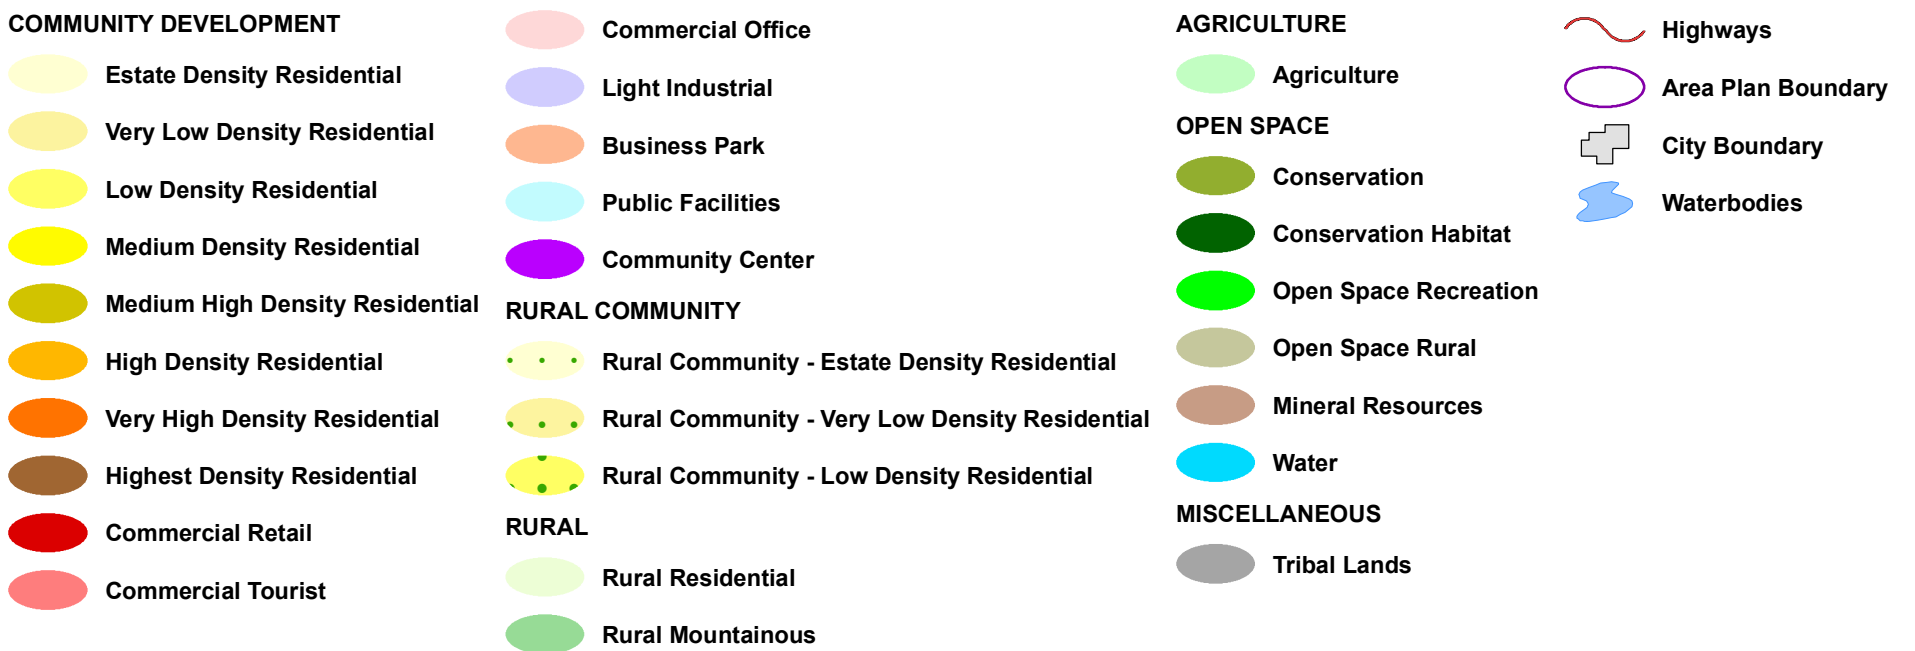 COMMUNITY DEVELOPMENT
Estate Density Residential
Very Low Density Residential
Low Density Residential
Medium Density Residential
Medium High Density Residential
High Density Residential
Very High Density Residential
Highest Density Residential
Commercial Retail
Commercial Tourist
Commercial Office
Light Industrial
Business Park
Public Facilities
Community Center
RURAL COMMUNITY
Rural Community - Estate Density Residential
Rural Community - Very Low Density Residential
Rural Community - Low Density Residential
RURAL
Rural Residential
Rural Mountainous
AGRICULTURE
Agriculture
OPEN SPACE
Conservation
Conservation Habitat
Open Space Recreation
Open Space Rural
Mineral Resources
Water
MISCELLANEOUS
Tribal Lands
Highways
Area Plan Boundary
City Boundary
Waterbodies